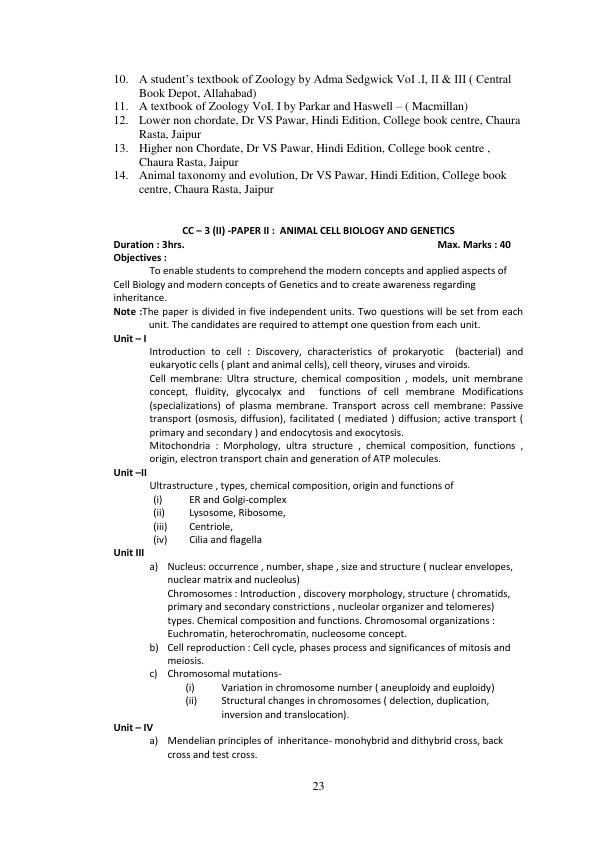 10. A student's textbook of Zoology by Adma Sedgwick VoI .I, II & III ( Central
Book Depot, Allahabad)
11. A textbook of Zoology VoI. I by Parkar and Haswell – ( Macmillan)
12. Lower non chordate, Dr VS Pawar, Hindi Edition, College book centre, Chaura
Rasta, Jaipur
13. Higher non Chordate, Dr VS Pawar, Hindi Edition, College book centre ,
Chaura Rasta, Jaipur
14. Animal taxonomy and evolution, Dr VS Pawar, Hindi Edition, College book
centre, Chaura Rasta, Jaipur
CC – 3 (II) -PAPER II : ANIMAL CELL BIOLOGY AND GENETICS
Duration : 3hrs. Max. Marks : 40
Objectives :
To enable students to comprehend the modern concepts and applied aspects of
Cell Biology and modern concepts of Genetics and to create awareness regarding
inheritance.
Note :The paper is divided in five independent units. Two questions will be set from each
unit. The candidates are required to attempt one question from each unit.
Unit – I
Introduction to cell : Discovery, characteristics of prokaryotic (bacterial) and
eukaryotic cells ( plant and animal cells), cell theory, viruses and viroids.
Cell membrane: Ultra structure, chemical composition , models, unit membrane
concept, fluidity, glycocalyx and functions of cell membrane Modifications
(specializations) of plasma membrane. Transport across cell membrane: Passive
transport (osmosis, diffusion), facilitated ( mediated ) diffusion; active transport (
primary and secondary ) and endocytosis and exocytosis.
Mitochondria : Morphology, ultra structure , chemical composition, functions ,
origin, electron transport chain and generation of ATP molecules.
Unit –II
Ultrastructure , types, chemical composition, origin and functions of
(i) ER and Golgi-complex
(ii) Lysosome, Ribosome,
(iii) Centriole,
(iv) Cilia and flagella
Unit III
a) Nucleus: occurrence , number, shape , size and structure ( nuclear envelopes,
nuclear matrix and nucleolus)
Chromosomes : Introduction , discovery morphology, structure ( chromatids,
primary and secondary constrictions , nucleolar organizer and telomeres)
types. Chemical composition and functions. Chromosomal organizations :
Euchromatin, heterochromatin, nucleosome concept.
b) Cell reproduction : Cell cycle, phases process and significances of mitosis and
meiosis.
c) Chromosomal mutations-
(i) Variation in chromosome number ( aneuploidy and euploidy)
(ii) Structural changes in chromosomes ( delection, duplication,
inversion and translocation).
Unit – IV
a) Mendelian principles of inheritance- monohybrid and dithybrid cross, back
cross and test cross.
23